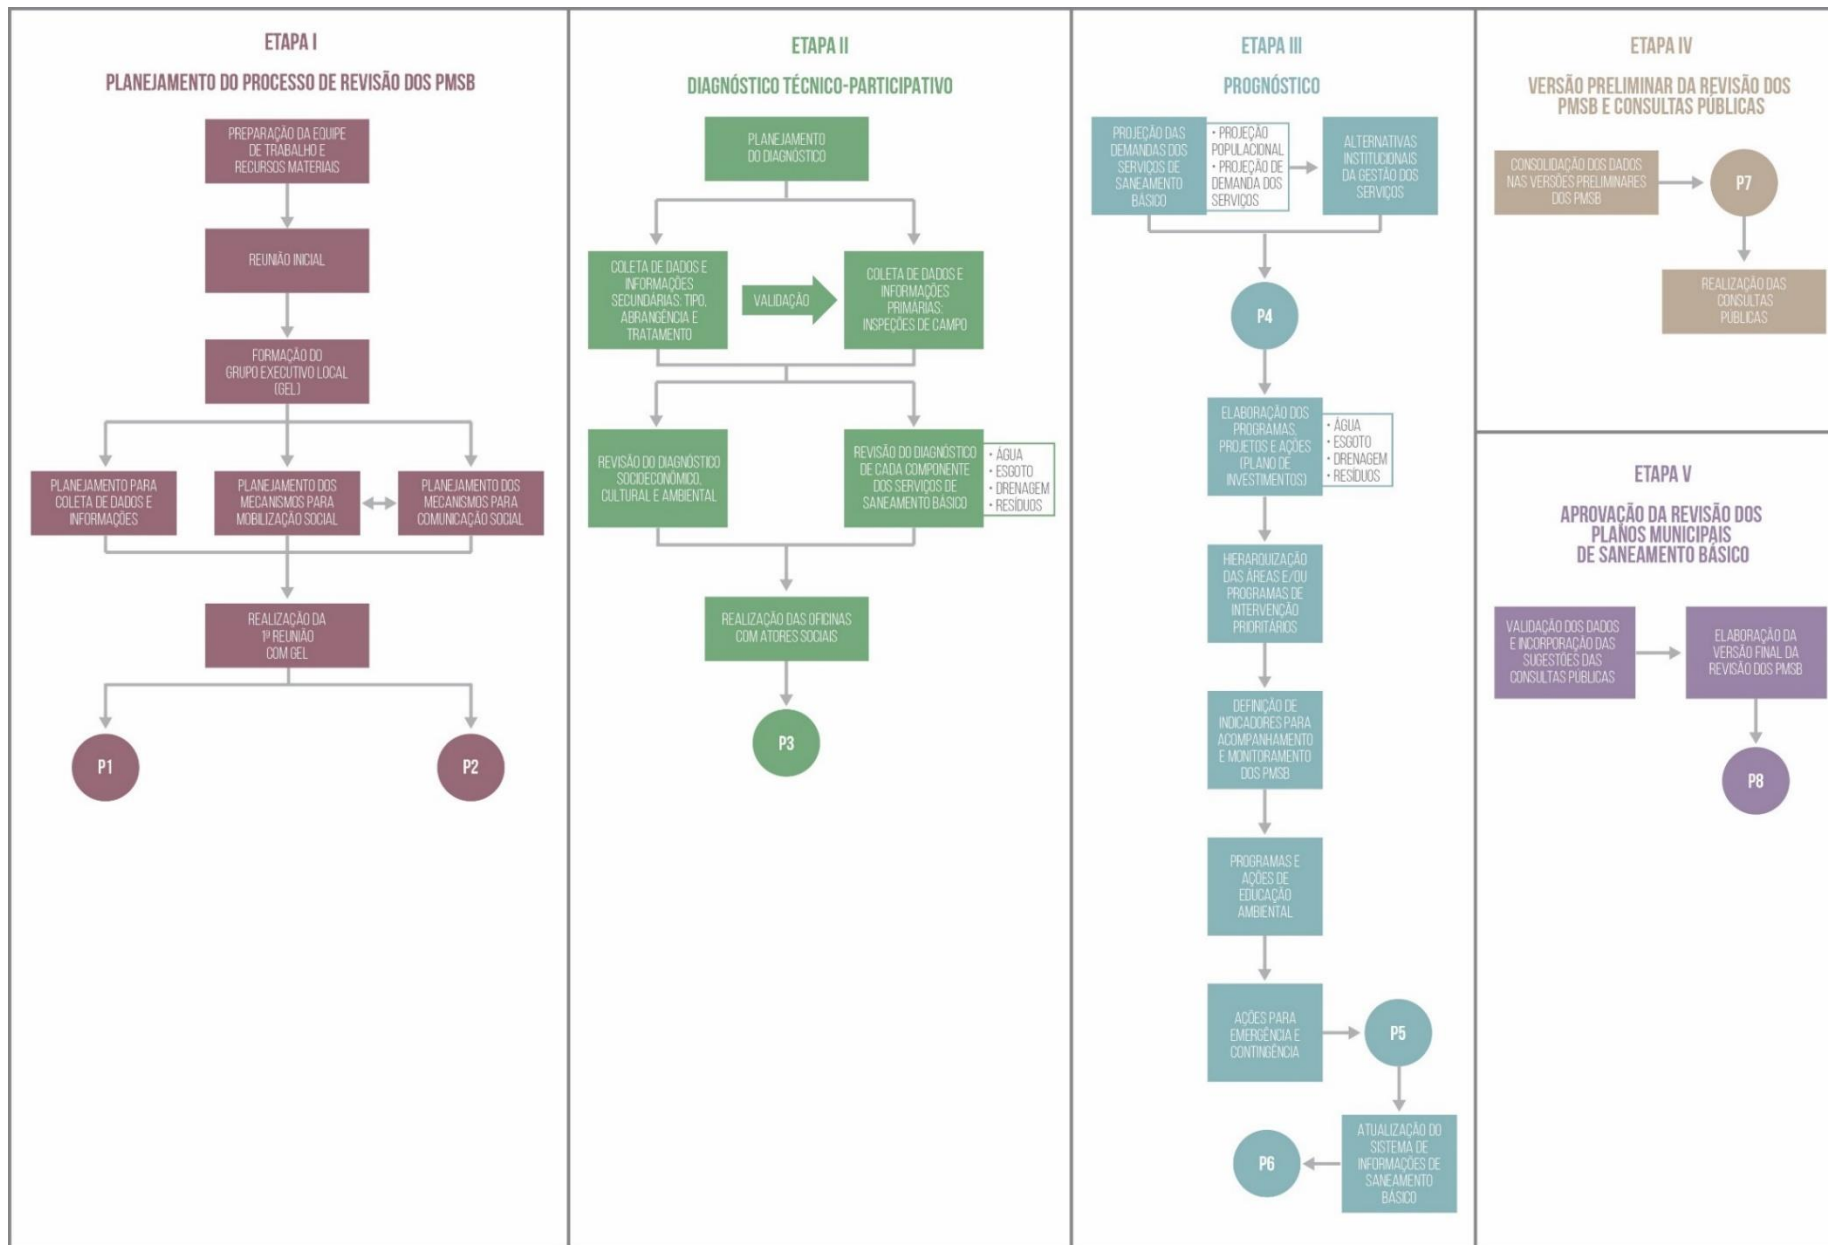 ETAPA I
PLANEJAMENTO DO PROCESSO DE REVISÃO DOS PMSB
PREPARAÇÃO DA EQUIPE
DE TRABALHO E
RECURSOS MATERIAIS
REUNIÃO INICIAL
FORMAÇÃO DO
GRUPO EXECUTIVO LOCAL
(GEL)
PLANEJAMENTO PARA
COLETA DE DADOS E
INFORMAÇÕES
PLANEJAMENTO DOS
MECANISMOS PARA
MOBILIZAÇÃO SOCIAL
PLANEJAMENTO DOS
MECANISMOS PARA
COMUNICAÇÃO SOCIAL
REALIZAÇÃO DA
1ª REUNIÃO
COM GEL
P1
P2
ETAPA II
DIAGNÓSTICO TÉCNICO-PARTICIPATIVO
PLANEJAMENTO
DO DIAGNÓSTICO
COLETA DE DADOS E
INFORMAÇÕES
SECUNDÁRIAS: TIPO,
ABRANGÊNCIA E
TRATAMENTO
VALIDAÇÃO
COLETA DE DADOS E
INFORMAÇÕES
PRIMÁRIAS:
INSPEÇÕES DE CAMPO
REVISÃO DO DIAGNÓSTICO
SOCIOECONÔMICO,
CULTURAL E AMBIENTAL
REVISÃO DO DIAGNÓSTICO
DE CADA COMPONENTE
DOS SERVIÇOS DE
SANEAMENTO BÁSICO
• ÁGUA
• ESGOTO
• DRENAGEM
• RESÍDUOS
REALIZAÇÃO DAS OFICINAS
COM ATORES SOCIAIS
P3
ETAPA III
PROGNÓSTICO
PROJEÇÃO DAS
DEMANDAS DOS
SERVIÇOS DE
SANEAMENTO
BÁSICO
• PROJEÇÃO
POPULACIONAL
• PROJEÇÃO DE
DEMANDA DOS
SERVIÇOS
ALTERNATIVAS
INSTITUCIONAIS
DA GESTÃO DOS
SERVIÇOS
P4
ELABORAÇÃO DOS
PROGRAMAS,
PROJETOS E AÇÕES
(PLANO DE
INVESTIMENTOS)
• ÁGUA
• ESGOTO
• DRENAGEM
• RESÍDUOS
HIERARQUIZAÇÃO
DAS ÁREAS E/OU
PROGRAMAS DE
INTERVENÇÃO
PRIORITÁRIOS
DEFINIÇÃO DE
INDICADORES PARA
ACOMPANHAMENTO
E MONITORAMENTO
DOS PMSB
PROGRAMAS E
AÇÕES DE
EDUCAÇÃO
AMBIENTAL
AÇÕES PARA
EMERGÊNCIA E
CONTINGÊNCIA
P5
ATUALIZAÇÃO DO
SISTEMA DE
INFORMAÇÕES DE
SANEAMENTO
BÁSICO
P6
ETAPA IV
VERSÃO PRELIMINAR DA REVISÃO DOS
PMSB E CONSULTAS PÚBLICAS
CONSOLIDAÇÃO DOS DADOS
NAS VERSÕES PRELIMINARES
DOS PMSB
P7
REALIZAÇÃO DAS
CONSULTAS
PÚBLICAS
ETAPA V
APROVAÇÃO DA REVISÃO DOS
PLANOS MUNICIPAIS
DE SANEAMENTO BÁSICO
VALIDAÇÃO DOS DADOS
E INCORPORAÇÃO DAS
SUGESTÕES DAS
CONSULTAS PÚBLICAS
ELABORAÇÃO DA
VERSÃO FINAL DA
REVISÃO DOS PMSB
P8